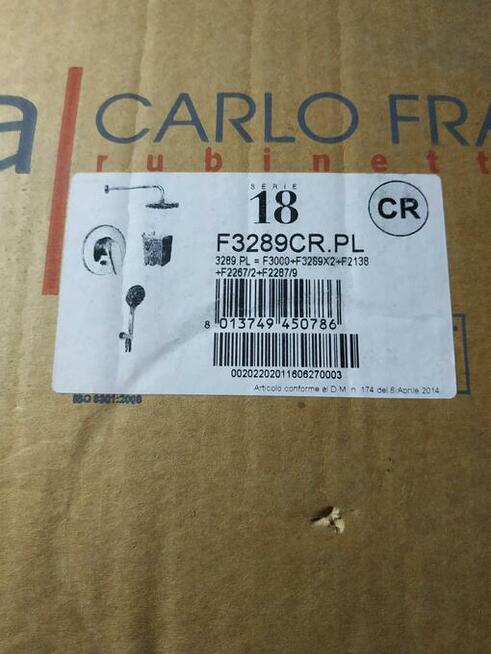 a CARLO FRA
rubinett
SERIE
18
CR
F3289CR.PL
3289.PL = F3000+F3289X2+F2138
+F2267/2+F2287/9
8 013749 450786
00202202011606270003
Articolo conforme al D.M. n. 174 del 6 Aprile 2014
ISO 9001:2008